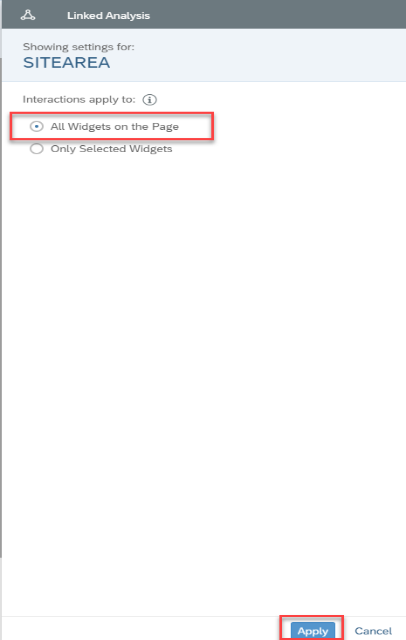 Linked Analysis
Showing settings for:
SITEAREA
Interactions apply to:
All Widgets on the Page
Only Selected Widgets
Apply Cancel